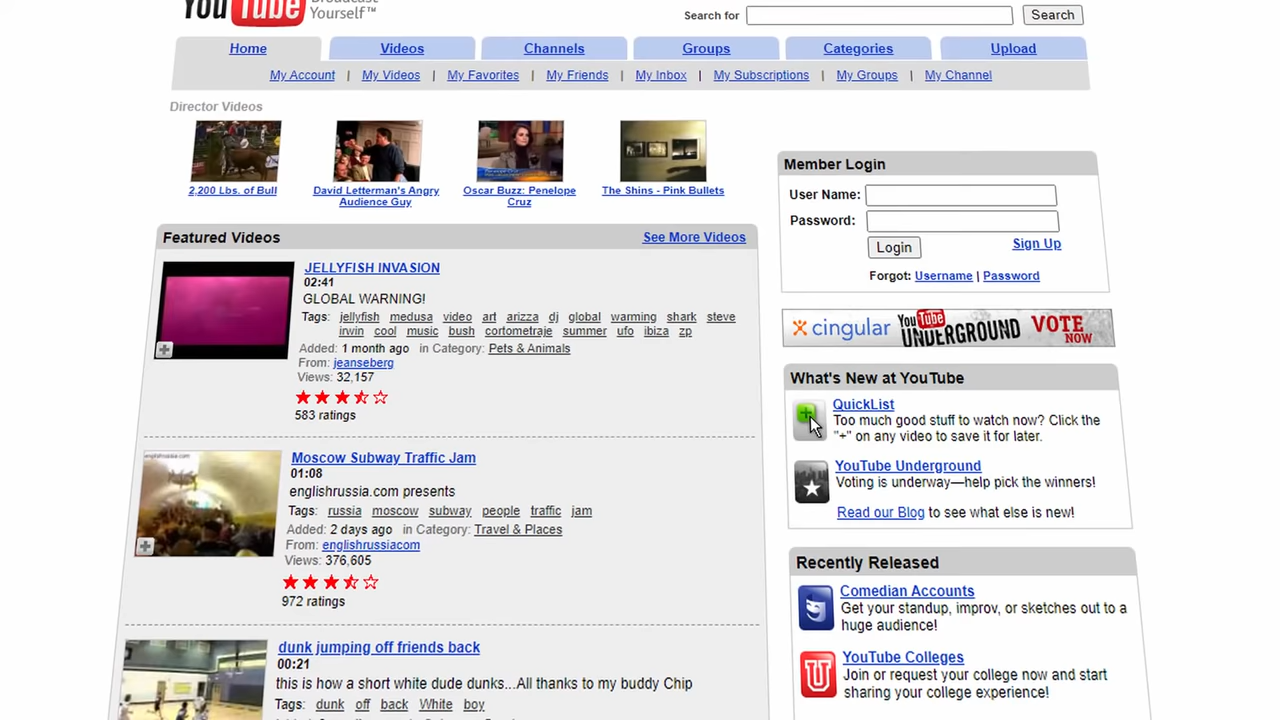 YouTube Broadcast
Yourself™
Search for Search
Home Videos Channels Groups Categories Upload
My Account | My Videos | My Favorites | My Friends | My Inbox | My Subscriptions | My Groups | My Channel
Director Videos
2,200 Lbs. of Bull
David Letterman's Angry
Audience Guy
Oscar Buzz: Penelope
Cruz
The Shins - Pink Bullets
Featured Videos See More Videos
JELLYFISH INVASION
02:41
GLOBAL WARNING!
Tags: jellyfish medusa video art arizza dj global warming shark steve
irvin cool music bush cortometraje summer ufo ibiza zp
Added: 1 month ago in Category: Pets & Animals
From: jeanseberg
Views: 32,157
583 ratings
englishrussia.com
Moscow Subway Traffic Jam
01:08
englishrussia.com presents
Tags: russia moscow subway people traffic jam
Added: 2 days ago in Category: Travel & Places
From: englishrussiacom
Views: 376,605
972 ratings
dunk jumping off friends back
00:21
this is how a short white dude dunks...All thanks to my buddy Chip
Tags: dunk off back White boy
Member Login
User Name:
Password:
Login Sign Up
Forgot: Username | Password
cingular YouTube UNDERGROUND VOTE NOW
What's New at YouTube
QuickList
Too much good stuff to watch now? Click the
"+" on any video to save it for later.
YouTube Underground
Voting is underway—help pick the winners!
Read our Blog to see what else is new!
Recently Released
Comedian Accounts
Get your standup, improv, or sketches out to a
huge audience!
YouTube Colleges
Join or request your college now and start
sharing your college experience!